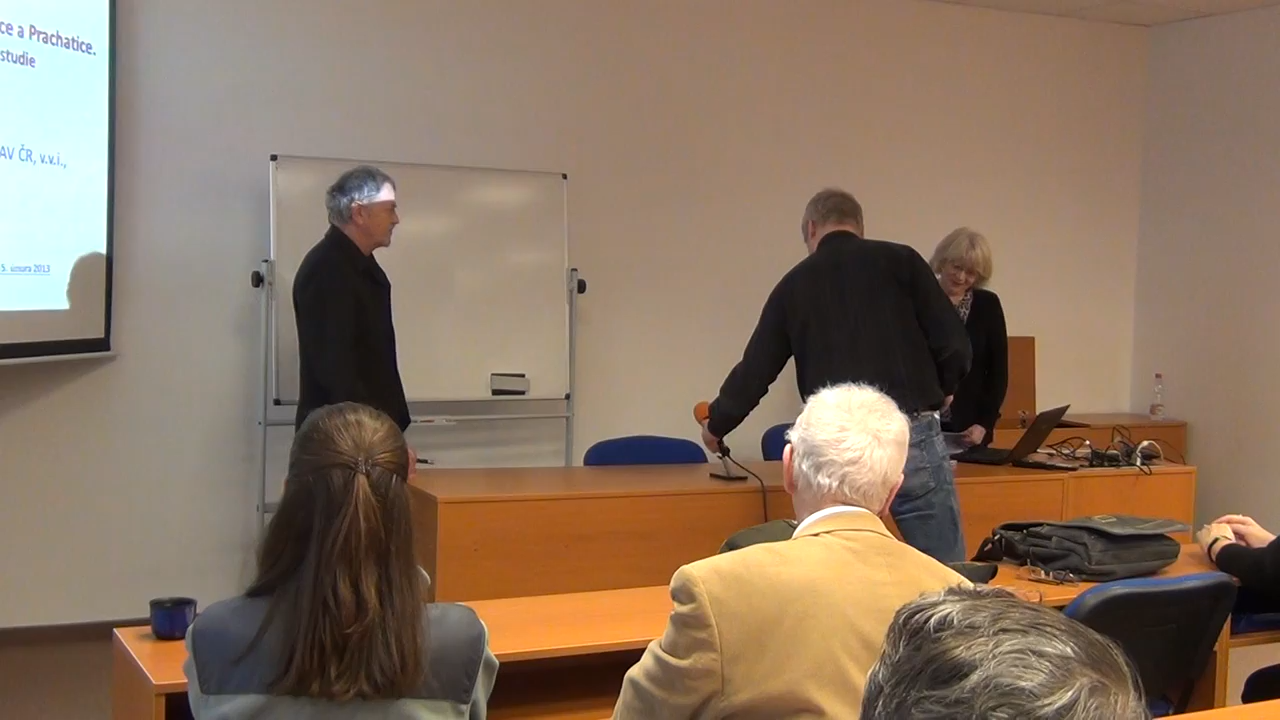 ce a Prachatice.
studie
AV ČR, v.v.i.,
5. února 2013